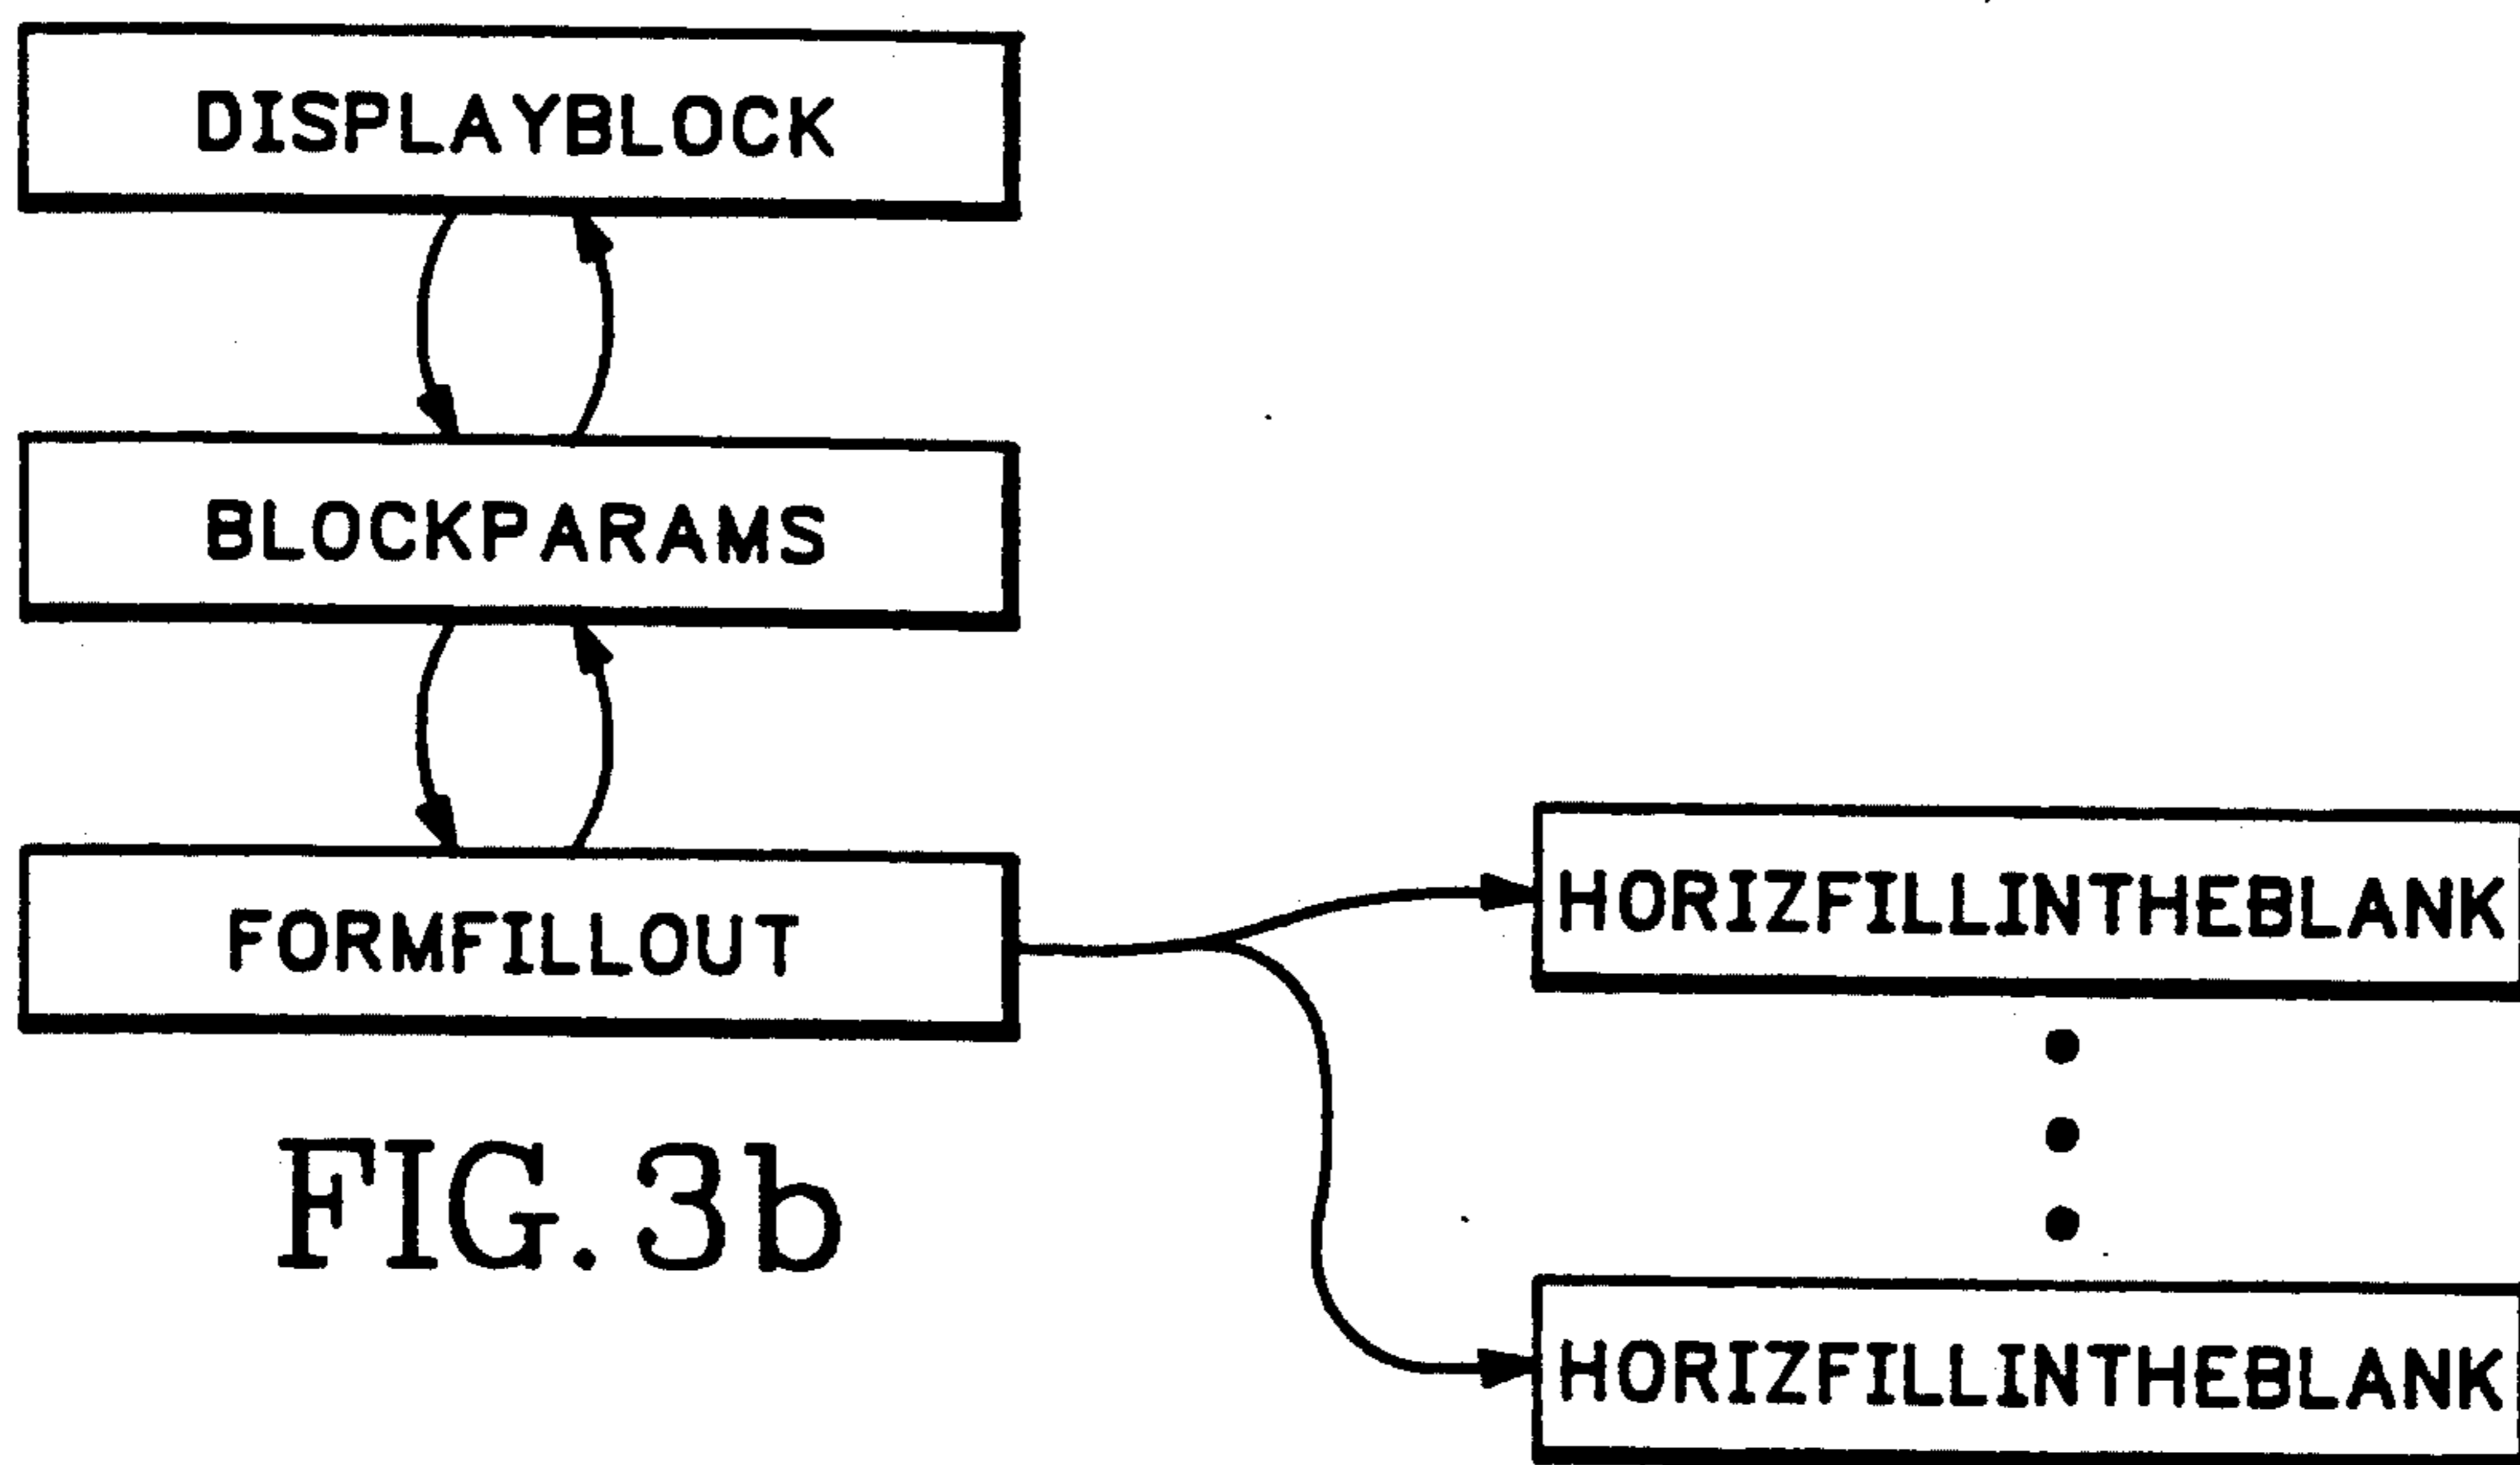 DISPLAYBLOCK
BLOCKPARAMS
FORMFILLOUT
HORIZFILLINTHEBLANK
HORIZFILLINTHEBLANK
FIG. 3b